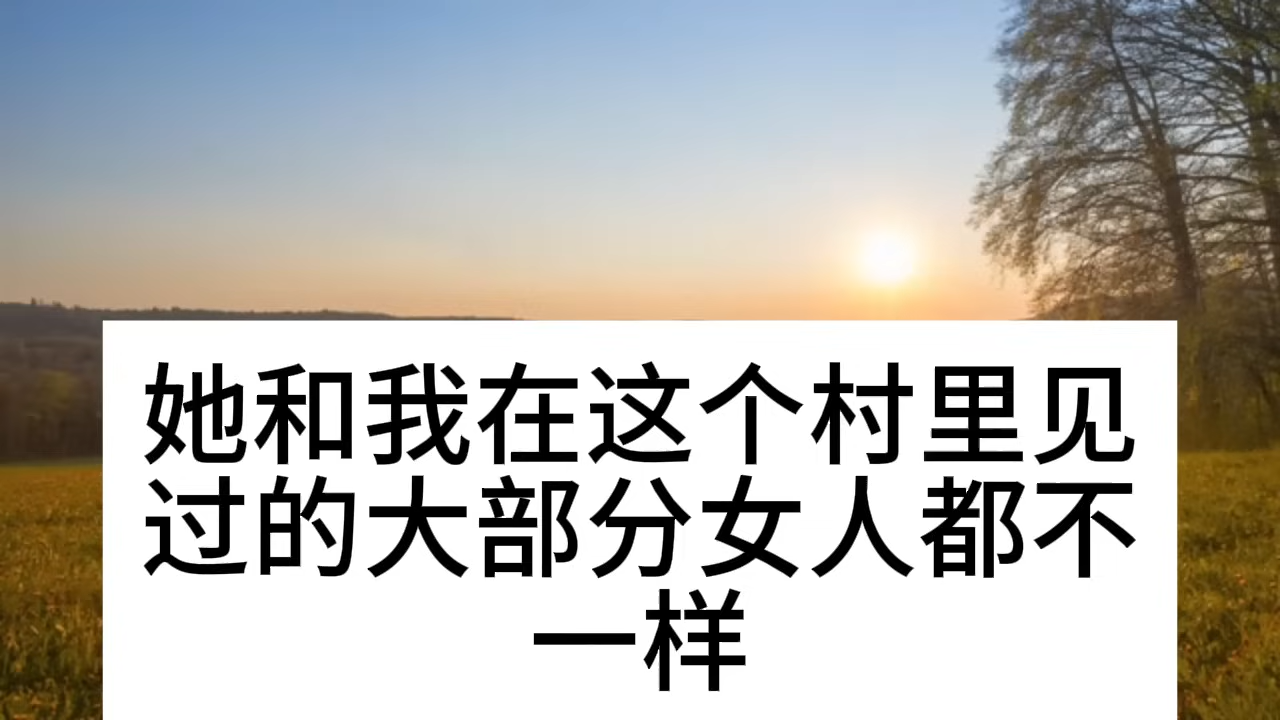 她和我在这个村里见
过的大部分女人都不
一样